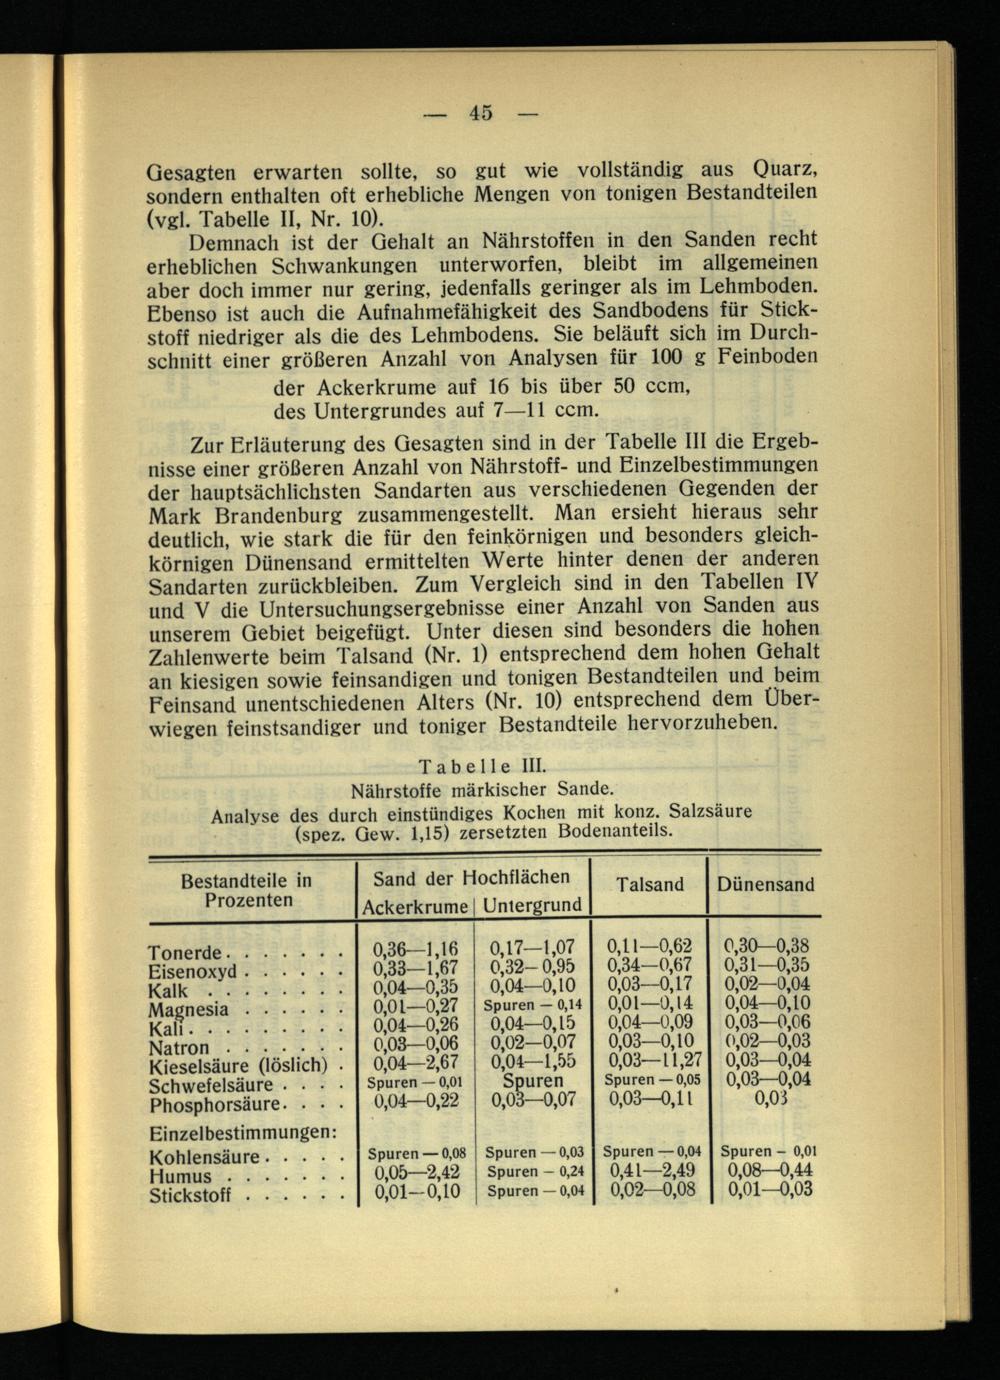 — 45 —
Gesagten erwarten sollte, so gut wie vollständig aus Quarz,
sondern enthalten oft erhebliche Mengen von tonigen Bestandteilen
(vgl. Tabelle II, Nr. 10).
Demnach ist der Gehalt an Nährstoffen in den Sanden recht
erheblichen Schwankungen unterworfen, bleibt im allgemeinen
aber doch immer nur gering, jedenfalls geringer als im Lehmboden.
Ebenso ist auch die Aufnahmefähigkeit des Sandbodens für Stick-
stoff niedriger als die des Lehmbodens. Sie beläuft sich im Durch-
schnitt einer größeren Anzahl von Analysen für 100 g Feinboden
der Ackerkrume auf 16 bis über 50 ccm,
des Untergrundes auf 7—11 ccm.
Zur Erläuterung des Gesagten sind in der Tabelle III die Ergeb-
nisse einer größeren Anzahl von Nährstoff- und Einzelbestimmungen
der hauptsächlichsten Sandarten aus verschiedenen Gegenden der
Mark Brandenburg zusammengestellt. Man ersieht hieraus sehr
deutlich, wie stark die für den feinkörnigen und besonders gleich-
körnigen Dünensand ermittelten Werte hinter denen der anderen
Sandarten zurückbleiben. Zum Vergleich sind in den Tabellen IV
und V die Untersuchungsergebnisse einer Anzahl von Sanden aus
unserem Gebiet beigefügt. Unter diesen sind besonders die hohen
Zahlenwerte beim Talsand (Nr. 1) entsprechend dem hohen Gehalt
an kiesigen sowie feinsandigen und tonigen Bestandteilen und beim
Feinsand unentschiedenen Alters (Nr. 10) entsprechend dem Über-
wiegen feinstsandiger und toniger Bestandteile hervorzuheben.
Tabelle III.
Nährstoffe märkischer Sande.
Analyse des durch einstündiges Kochen mit konz. Salzsäure
(spez. Gew. 1,15) zersetzten Bodenanteils.
Bestandteile in Prozenten | Sand der Hochflächen | Talsand | Dünensand
Ackerkrume | Untergrund
Tonerde . . . . . . . 0,36—1,16 0,17—1,07 0,11—0,62 0,30—0,38
Eisenoxyd . . . . . . 0,33—1,67 0,32—0,95 0,34—0,67 0,31—0,35
Kalk . . . . . . . . 0,04—0,35 0,04—0,10 0,03—0,17 0,02—0,04
Magnesia . . . . . . 0,01—0,27 Spuren — 0,14 0,01—0,14 0,04—0,10
Kali . . . . . . . . . 0,04—0,26 0,04—0,15 0,04—0,09 0,03—0,06
Natron . . . . . . . 0,03—0,06 0,02—0,07 0,03—0,10 0,02—0,03
Kieselsäure (löslich) . 0,04—2,67 0,04—1,55 0,03—11,27 0,03—0,04
Schwefelsäure . . . . Spuren — 0,01 Spuren Spuren — 0,05 0,03—0,04
Phosphorsäure . . . . 0,04—0,22 0,03—0,07 0,03—0,11 0,03
Einzelbestimmungen:
Kohlensäure . . . . . Spuren — 0,08 Spuren — 0,03 Spuren — 0,04 Spuren — 0,01
Humus . . . . . . . 0,05—2,42 Spuren — 0,24 0,41—2,49 0,08—0,44
Stickstoff . . . . . . 0,01—0,10 Spuren — 0,04 0,02—0,08 0,01—0,03